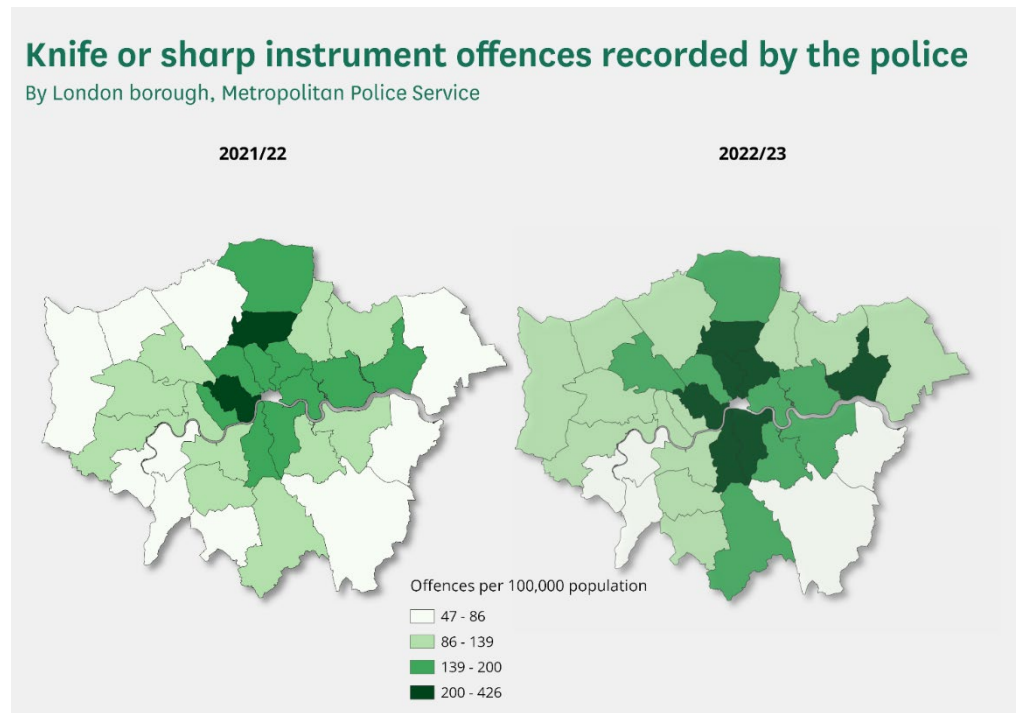 Knife or sharp instrument offences recorded by the police
By London borough, Metropolitan Police Service
2021/22
2022/23
Offences per 100,000 population
47 - 86
86 - 139
139 - 200
200 - 426